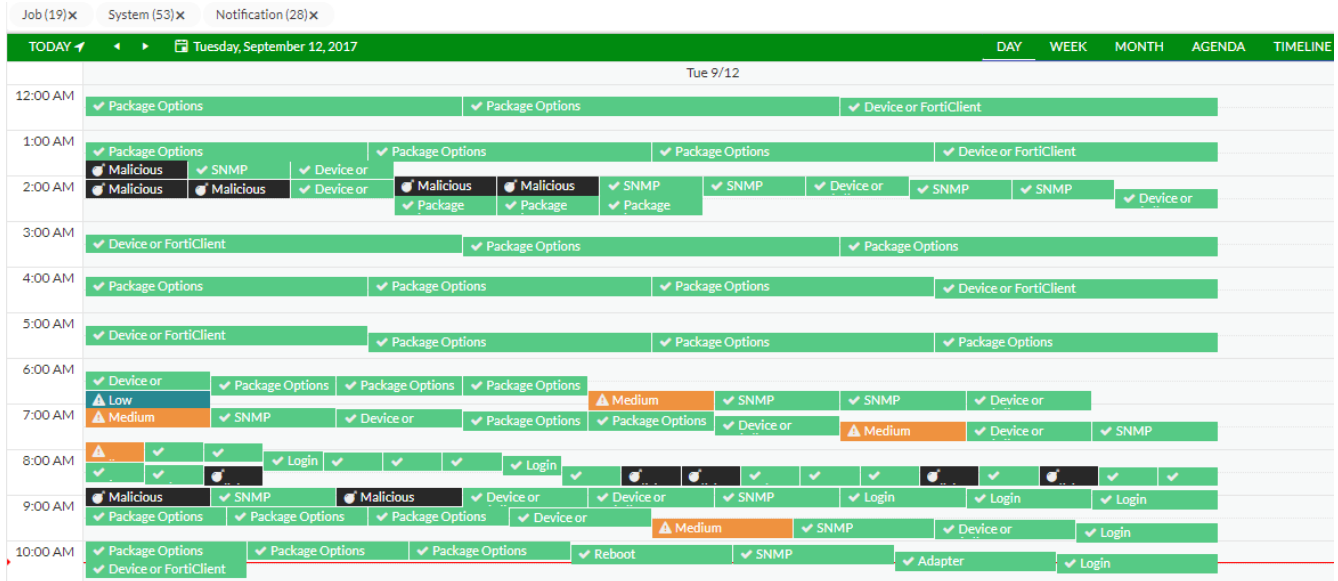 Job (19)x System (53)x Notification (28)x
TODAY Tuesday, September 12, 2017 DAY WEEK MONTH AGENDA TIMELINE
Tue 9/12
12:00 AM
Package Options Package Options Device or FortiClient
1:00 AM
Package Options Package Options Package Options Device or FortiClient
Malicious SNMP Device or
2:00 AM
Malicious Malicious Device or Malicious Malicious SNMP SNMP Device or SNMP SNMP Device or
Package Package Package
3:00 AM
Device or FortiClient Package Options Package Options
4:00 AM
Package Options Package Options Package Options Device or FortiClient
5:00 AM
Device or FortiClient Package Options Package Options Package Options
6:00 AM
Device or Package Options Package Options Package Options
Low Medium SNMP SNMP Device or
7:00 AM
Medium SNMP Device or Package Options Package Options Device or Medium Device or SNMP
8:00 AM
Login Login
Malicious SNMP Malicious Device or Device or SNMP Login Login Login
9:00 AM
Package Options Package Options Package Options Device or Medium SNMP Device or Login
10:00 AM
Package Options Package Options Package Options Reboot SNMP Adapter Login
Device or FortiClient